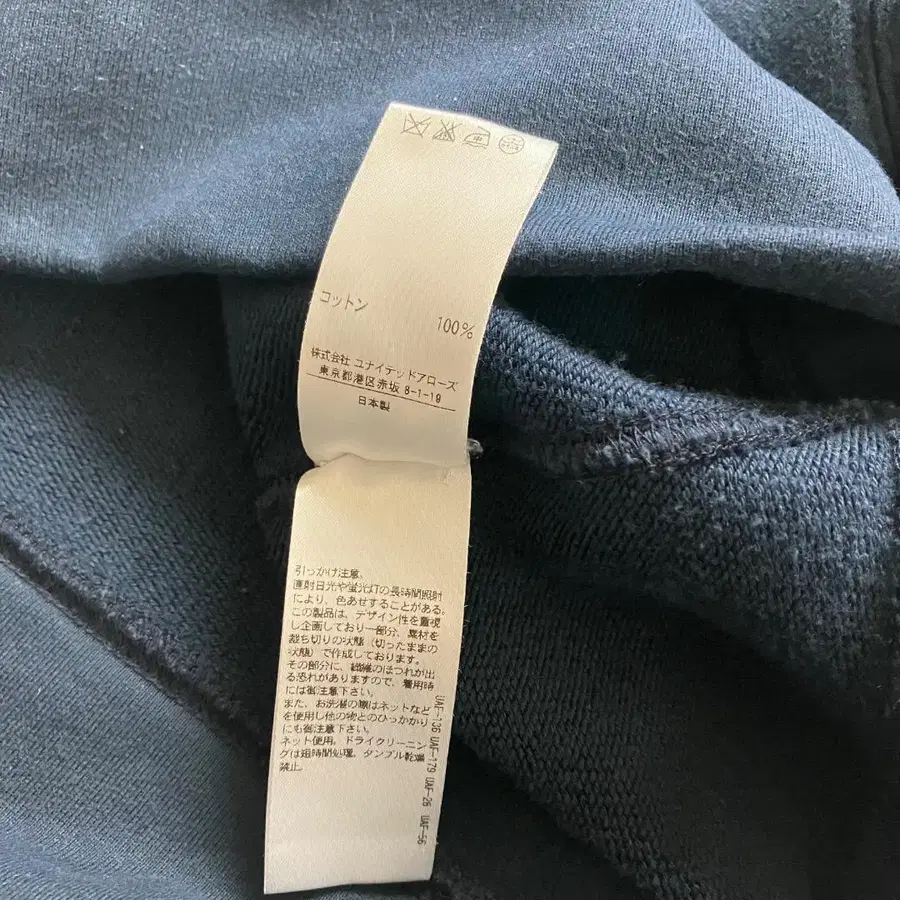 中
コットン
100%
株式会社 ユナイテッドアローズ
東京都港区赤坂 8-1-19
日本製
引っかけ注意。
直射日光や蛍光灯の長時間照射
により、色あせすることがある。
この製品は、デザイン性を重視
し企画しており一部分、素材を
裁ち切りの状態(切ったままの
状態)で作成しております。
その部分に、繊維のほつれが出
る恐れがありますので、着用時
には御注意下さい。
また、お洗濯の際はネットなど
を使用し他の物とのひっかかり
にも御注意下さい。
ネット使用。ドライクリーニン
グは短時間処理。タンブル乾燥
禁止。
UAF-136 UAF-179 UAF-26 UAF-56